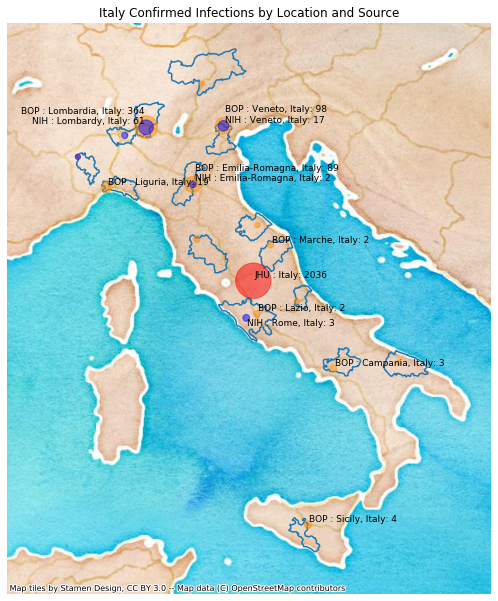 Italy Confirmed Infections by Location and Source
BOP : Lombardia, Italy: 364
BOP : Veneto, Italy: 98
NIH : Lombardy, Italy: 61
NIH : Veneto, Italy: 17
BOP : Emilia-Romagna, Italy: 89
NIH : Emilia-Romagna, Italy: 2
BOP : Liguria, Italy: 19
BOP : Marche, Italy: 2
JHU : Italy: 2036
BOP : Lazio, Italy: 2
NIH : Rome, Italy: 3
BOP : Campania, Italy: 3
BOP : Sicily, Italy: 4
Map tiles by Stamen Design, CC BY 3.0 -- Map data (C) OpenStreetMap contributors